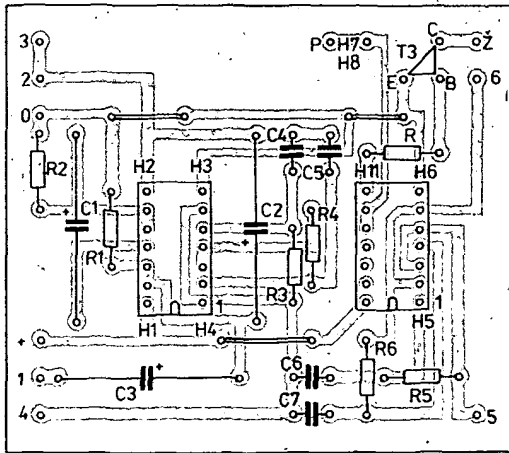 3 P H7 C Ž
H8 T3
2 E B 6
0 C4 R
R2 H2 H3 C5 H11 H6
C1 C2 R4
R1 R3
H1 H4 1 1
H5
+ R6
1 C3 + C6 R5
4 C7 5